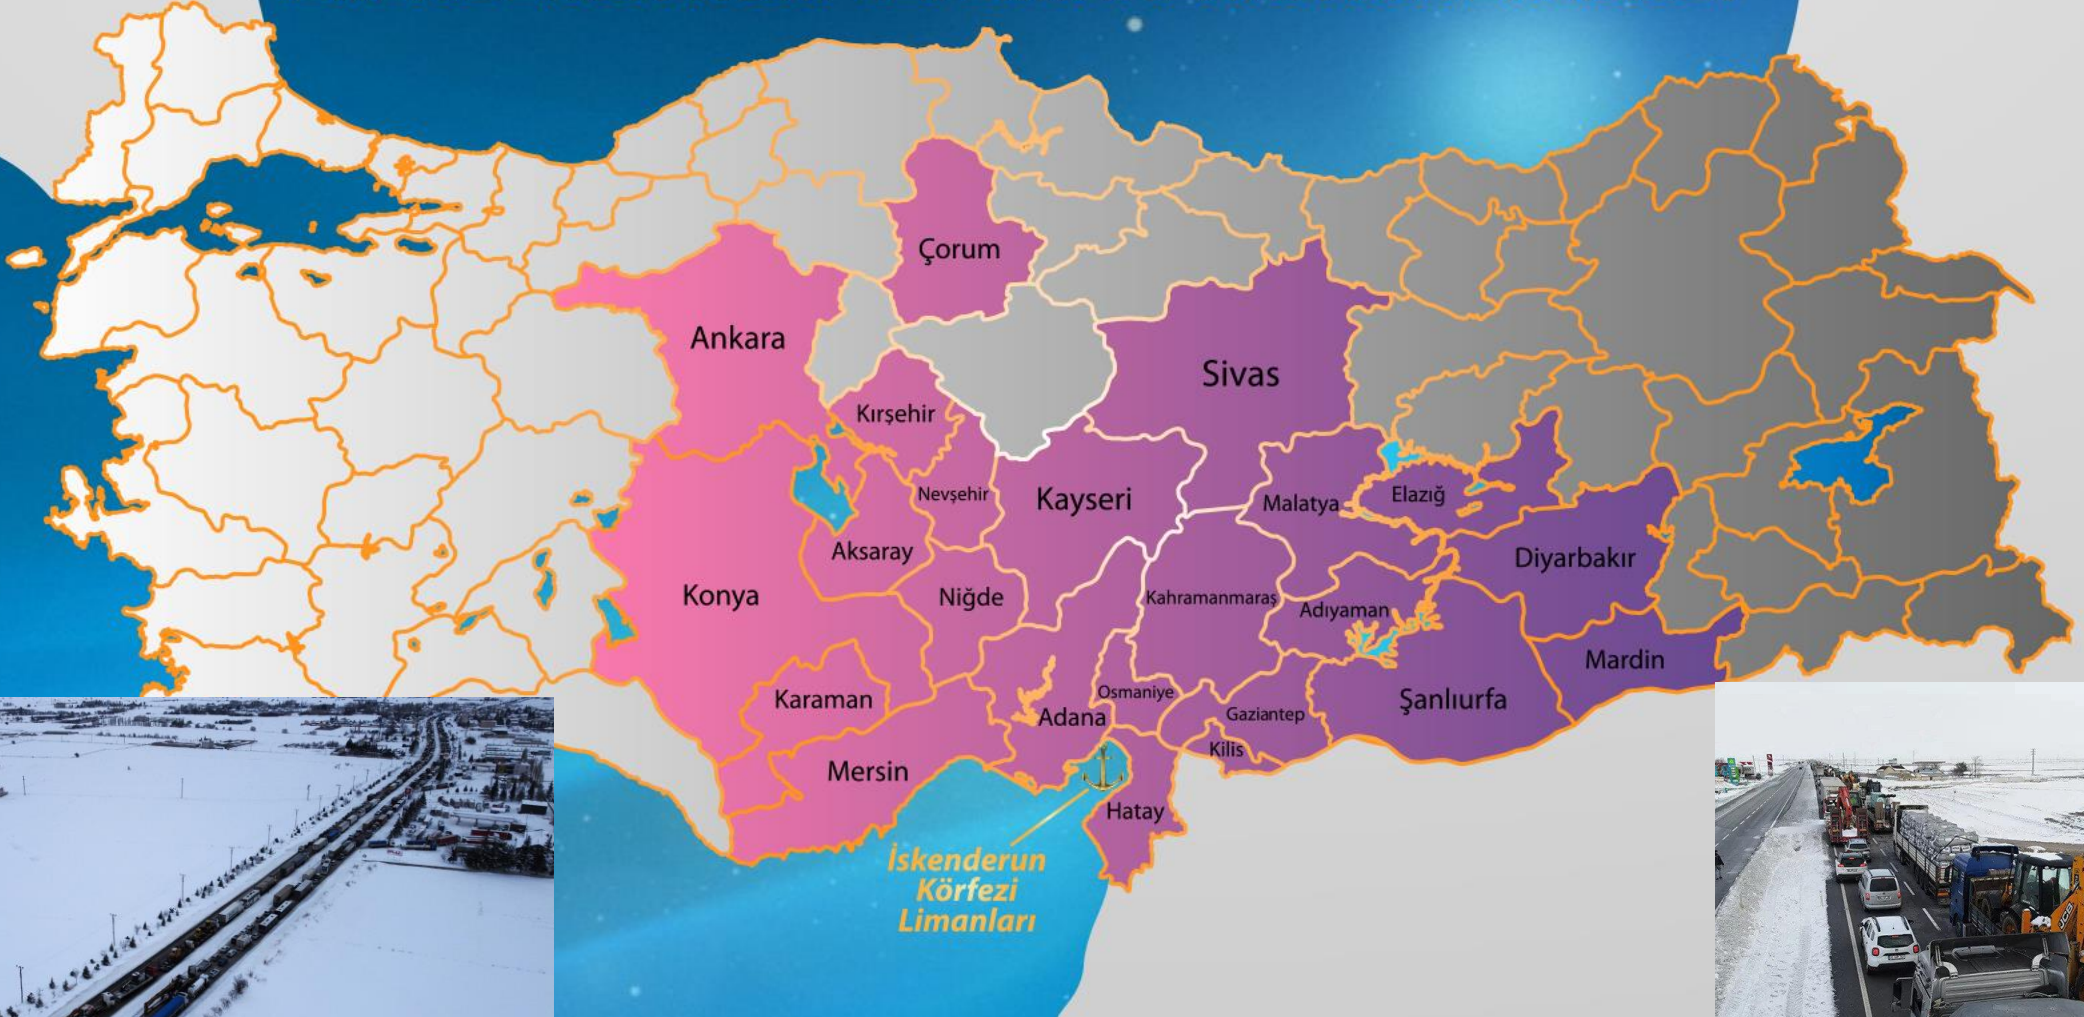 Çorum
Ankara
Sivas
Kırşehir
Nevşehir
Kayseri
Malatya
Elazığ
Aksaray
Diyarbakır
Konya
Niğde
Kahramanmaraş
Adıyaman
Mardin
Karaman
Osmaniye
Şanlıurfa
Adana
Gaziantep
Kilis
Mersin
Hatay
İskenderun
Körfezi
Limanları
JCB